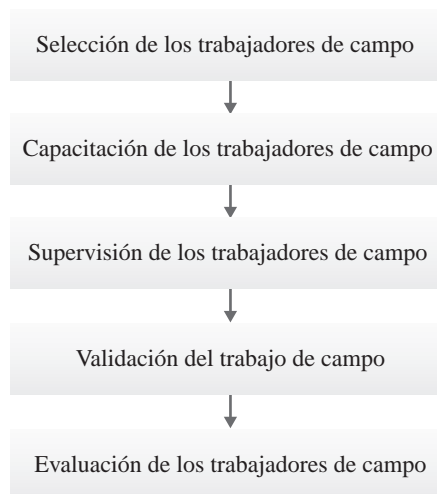 Selección de los trabajadores de campo
Capacitación de los trabajadores de campo
Supervisión de los trabajadores de campo
Validación del trabajo de campo
Evaluación de los trabajadores de campo